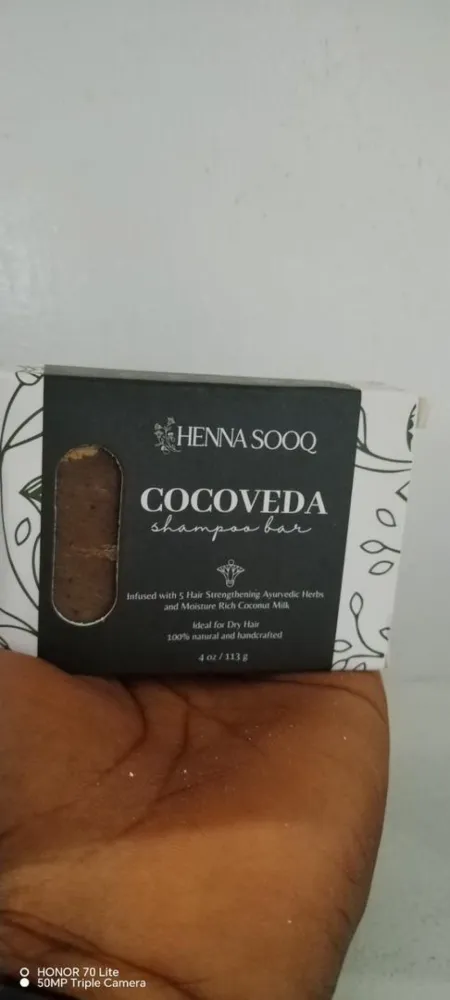 HENNA SOOQ
COCOVEDA
shampoo bar
Infused with 5 Hair Strengthening Ayurvedic Herbs
and Moisture Rich Coconut Milk
Ideal for Dry Hair
100% natural and handcrafted
4 oz / 113 g
HONOR 70 Lite
50MP Triple Camera